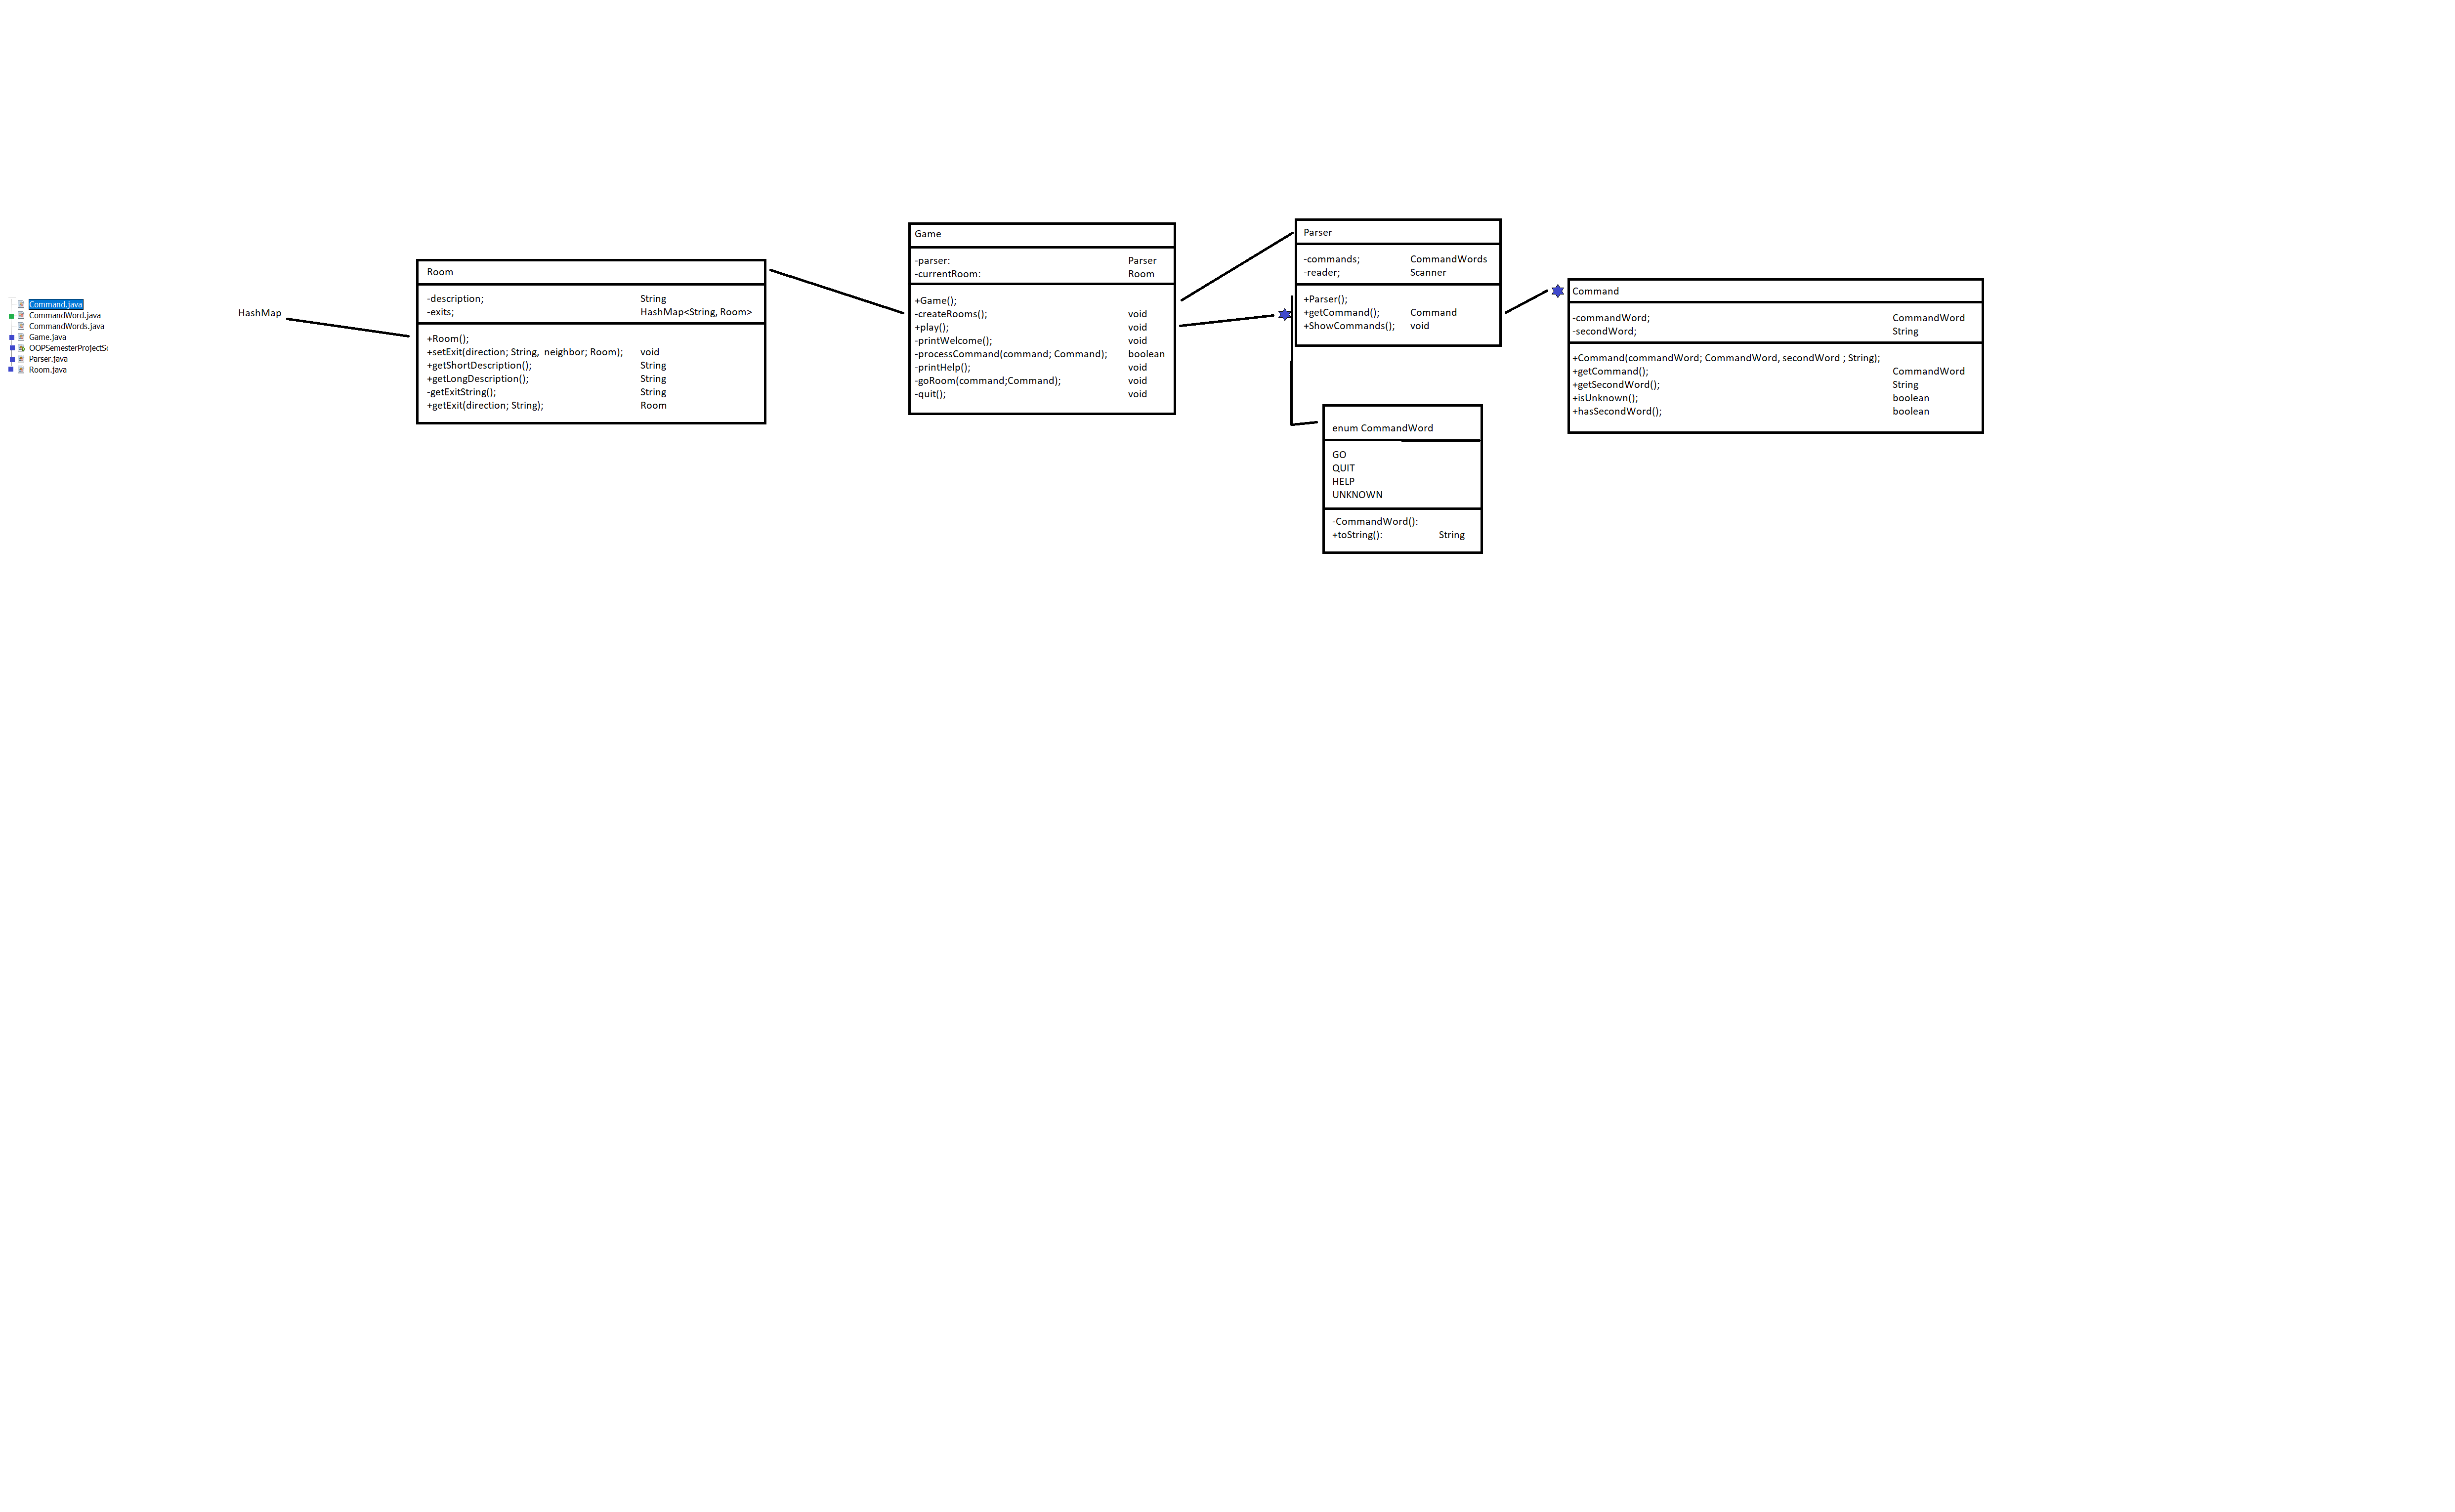 Command.java
CommandWord.java
CommandWords.java
Game.java
OOPSemesterProjectSc
Parser.java
Room.java
HashMap
Room
-description; String
-exits; HashMap<String, Room>
+Room();
+setExit(direction; String, neighbor; Room); void
+getShortDescription(); String
+getLongDescription(); String
-getExitString(); String
+getExit(direction; String); Room
Game
-parser: Parser
-currentRoom: Room
+Game();
-createRooms(); void
+play(); void
-printWelcome(); void
-processCommand(command; Command); boolean
-printHelp(); void
-goRoom(command;Command); void
-quit(); void
Parser
-commands; CommandWords
-reader; Scanner
+Parser();
+getCommand(); Command
+ShowCommands(); void
enum CommandWord
GO
QUIT
HELP
UNKNOWN
-CommandWord():
+toString(): String
Command
-commandWord; CommandWord
-secondWord; String
+Command(commandWord; CommandWord, secondWord ; String);
+getCommand(); CommandWord
+getSecondWord(); String
+isUnknown(); boolean
+hasSecondWord(); boolean